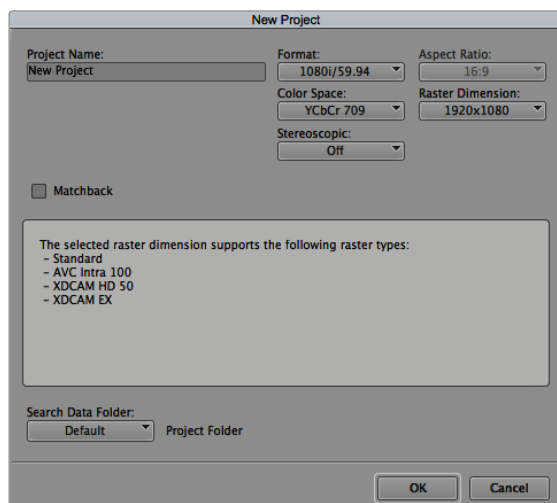 New Project
Project Name:
New Project
Format:
1080i/59.94
Aspect Ratio:
16:9
Color Space:
YCbCr 709
Raster Dimension:
1920x1080
Stereoscopic:
Off
Matchback
The selected raster dimension supports the following raster types:
- Standard
- AVC Intra 100
- XDCAM HD 50
- XDCAM EX
Search Data Folder:
Default
Project Folder
OK
Cancel